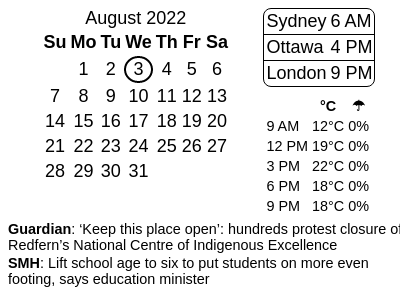 August 2022
Su Mo Tu We Th Fr Sa
1 2 3 4 5 6
7 8 9 10 11 12 13
14 15 16 17 18 19 20
21 22 23 24 25 26 27
28 29 30 31
Sydney 6 AM
Ottawa 4 PM
London 9 PM
°C ☂
9 AM 12°C 0%
12 PM 19°C 0%
3 PM 22°C 0%
6 PM 18°C 0%
9 PM 18°C 0%
Guardian: ‘Keep this place open’: hundreds protest closure of
Redfern’s National Centre of Indigenous Excellence
SMH: Lift school age to six to put students on more even
footing, says education minister